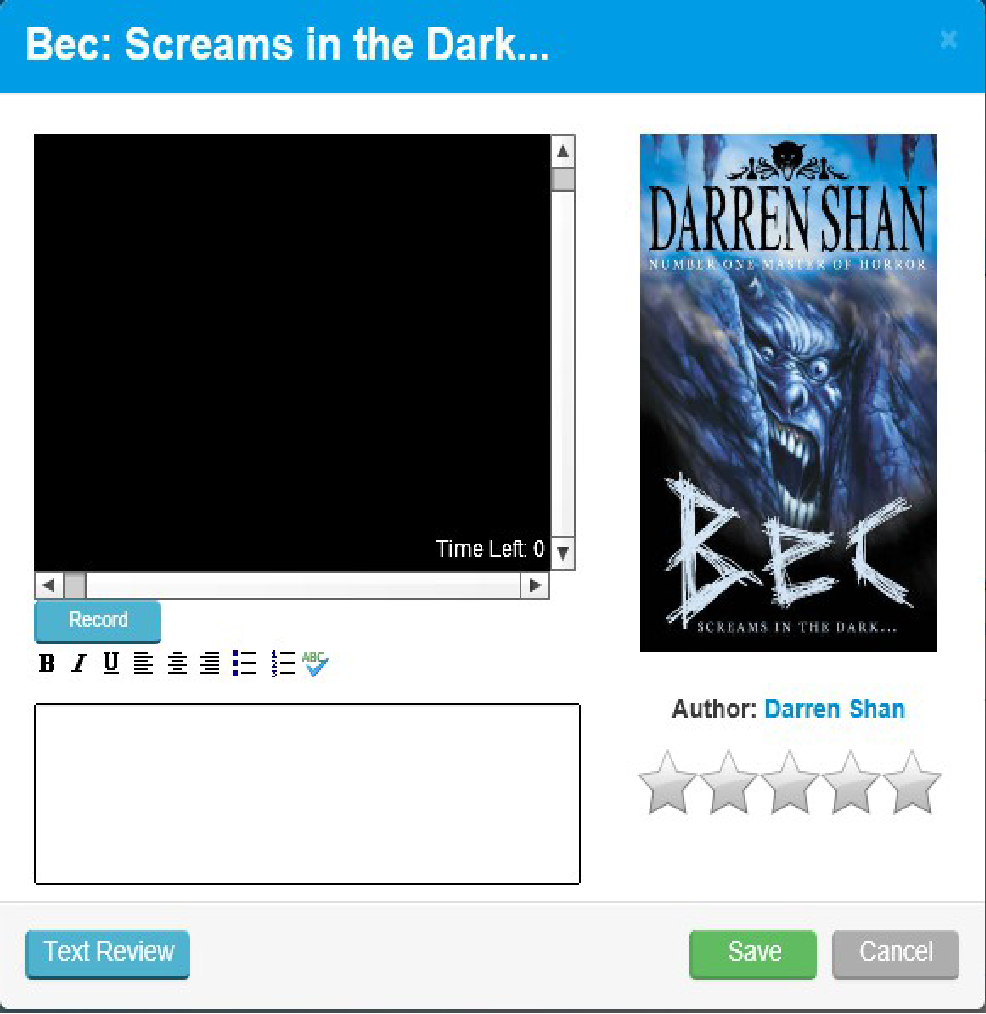 Bec: Screams in the Dark...
×
Time Left: 0
Record
B I U
ABC
DARREN SHAN
NUMBER ONE MASTER OF HORROR
BEC
SCREAMS IN THE DARK...
Author: Darren Shan
Text Review
Save
Cancel